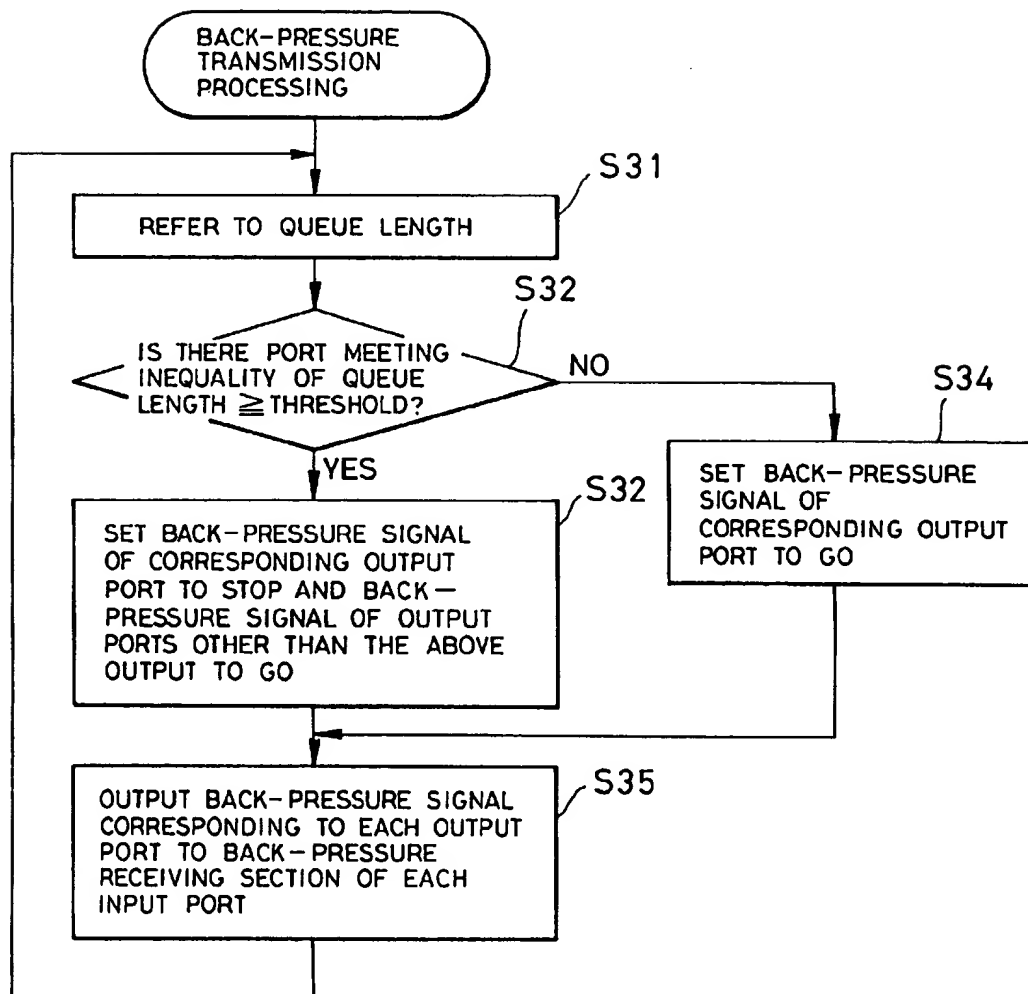 BACK-PRESSURE
TRANSMISSION
PROCESSING
S31
REFER TO QUEUE LENGTH
S32
IS THERE PORT MEETING
INEQUALITY OF QUEUE
LENGTH ≧ THRESHOLD?
NO
YES
S34
SET BACK-PRESSURE
SIGNAL OF
CORRESPONDING OUTPUT
PORT TO GO
S32
SET BACK-PRESSURE SIGNAL
OF CORRESPONDING OUTPUT
PORT TO STOP AND BACK-
PRESSURE SIGNAL OF OUTPUT
PORTS OTHER THAN THE ABOVE
OUTPUT TO GO
S35
OUTPUT BACK-PRESSURE SIGNAL
CORRESPONDING TO EACH OUTPUT
PORT TO BACK-PRESSURE
RECEIVING SECTION OF EACH
INPUT PORT